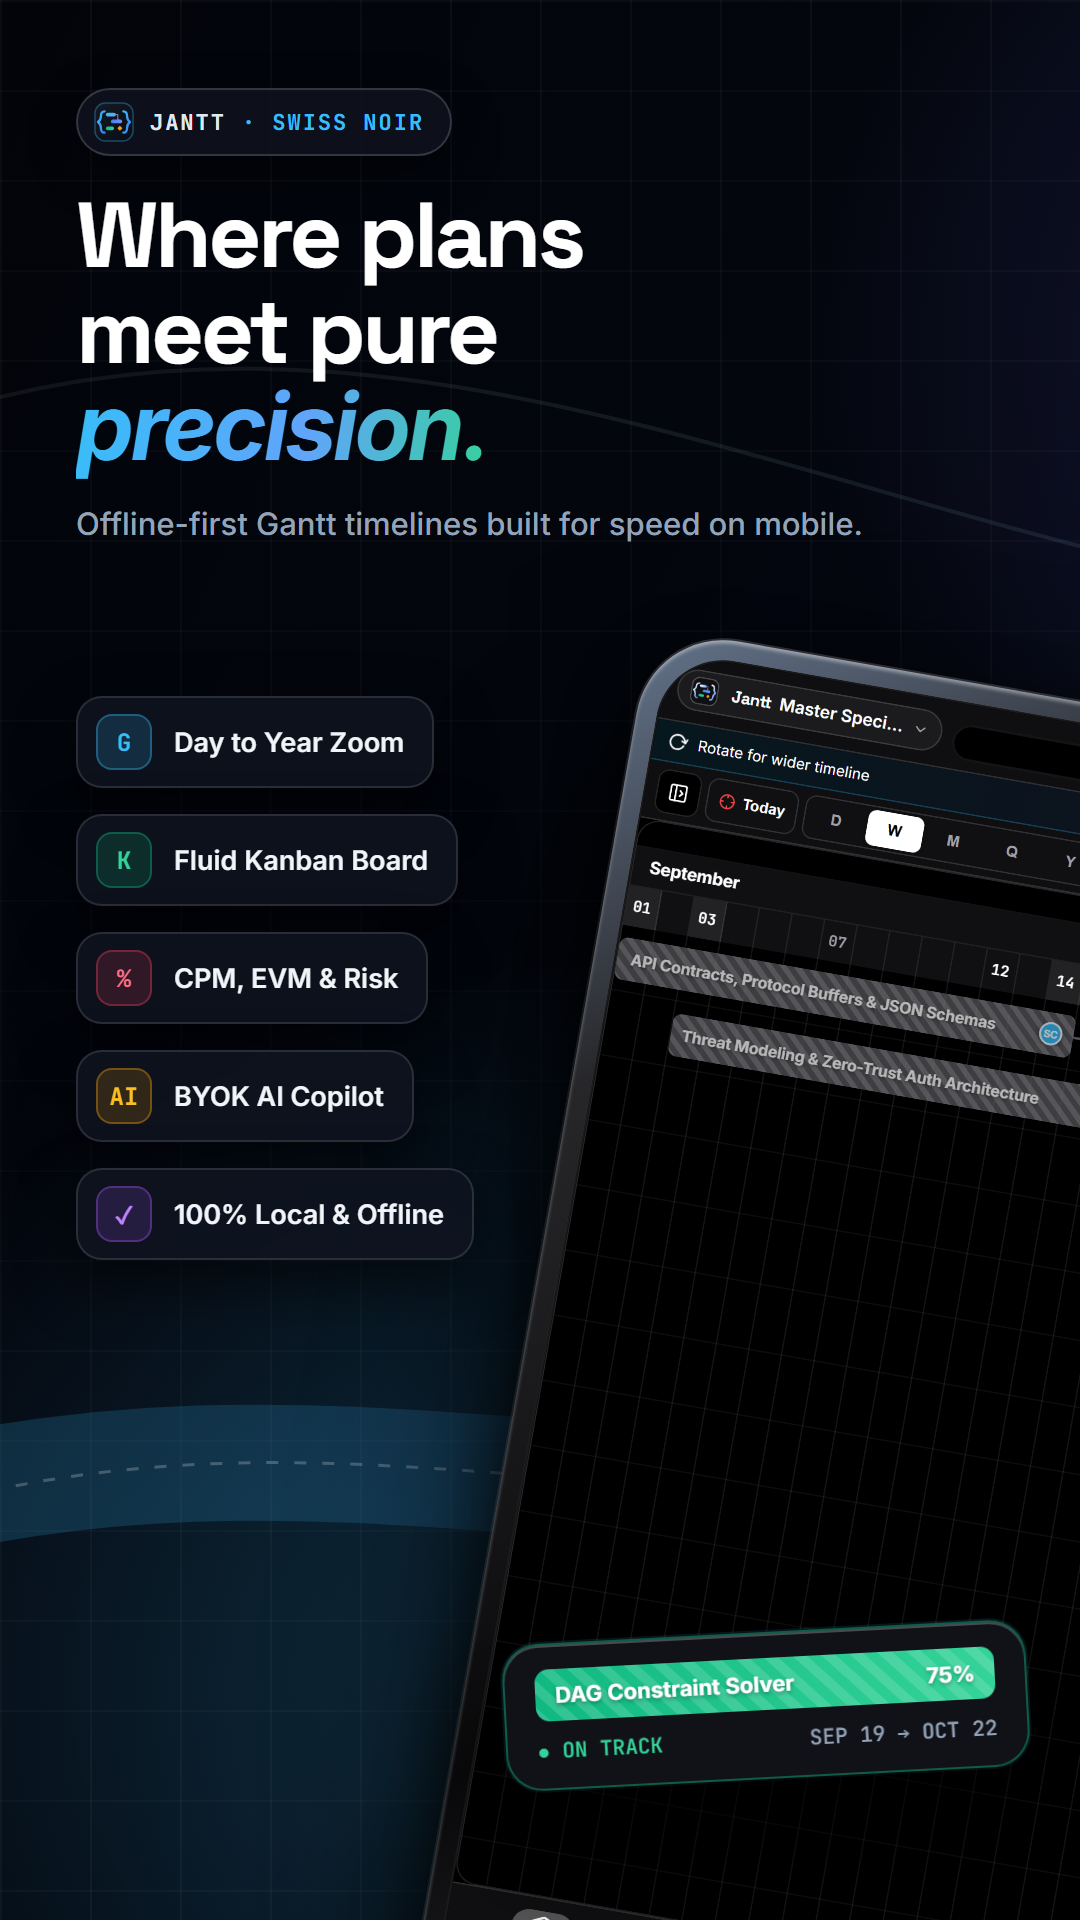 JANTT · SWISS NOIR
Where plans
meet pure
precision.
Offline-first Gantt timelines built for speed on mobile.
G Day to Year Zoom
K Fluid Kanban Board
% CPM, EVM & Risk
AI BYOK AI Copilot
✓ 100% Local & Offline
Jantt Master Speci...
Rotate for wider timeline
Today D W M Q Y
September
01 03 07 12 14
API Contracts, Protocol Buffers & JSON Schemas SC
Threat Modeling & Zero-Trust Auth Architecture
DAG Constraint Solver 75%
• ON TRACK SEP 19 → OCT 22